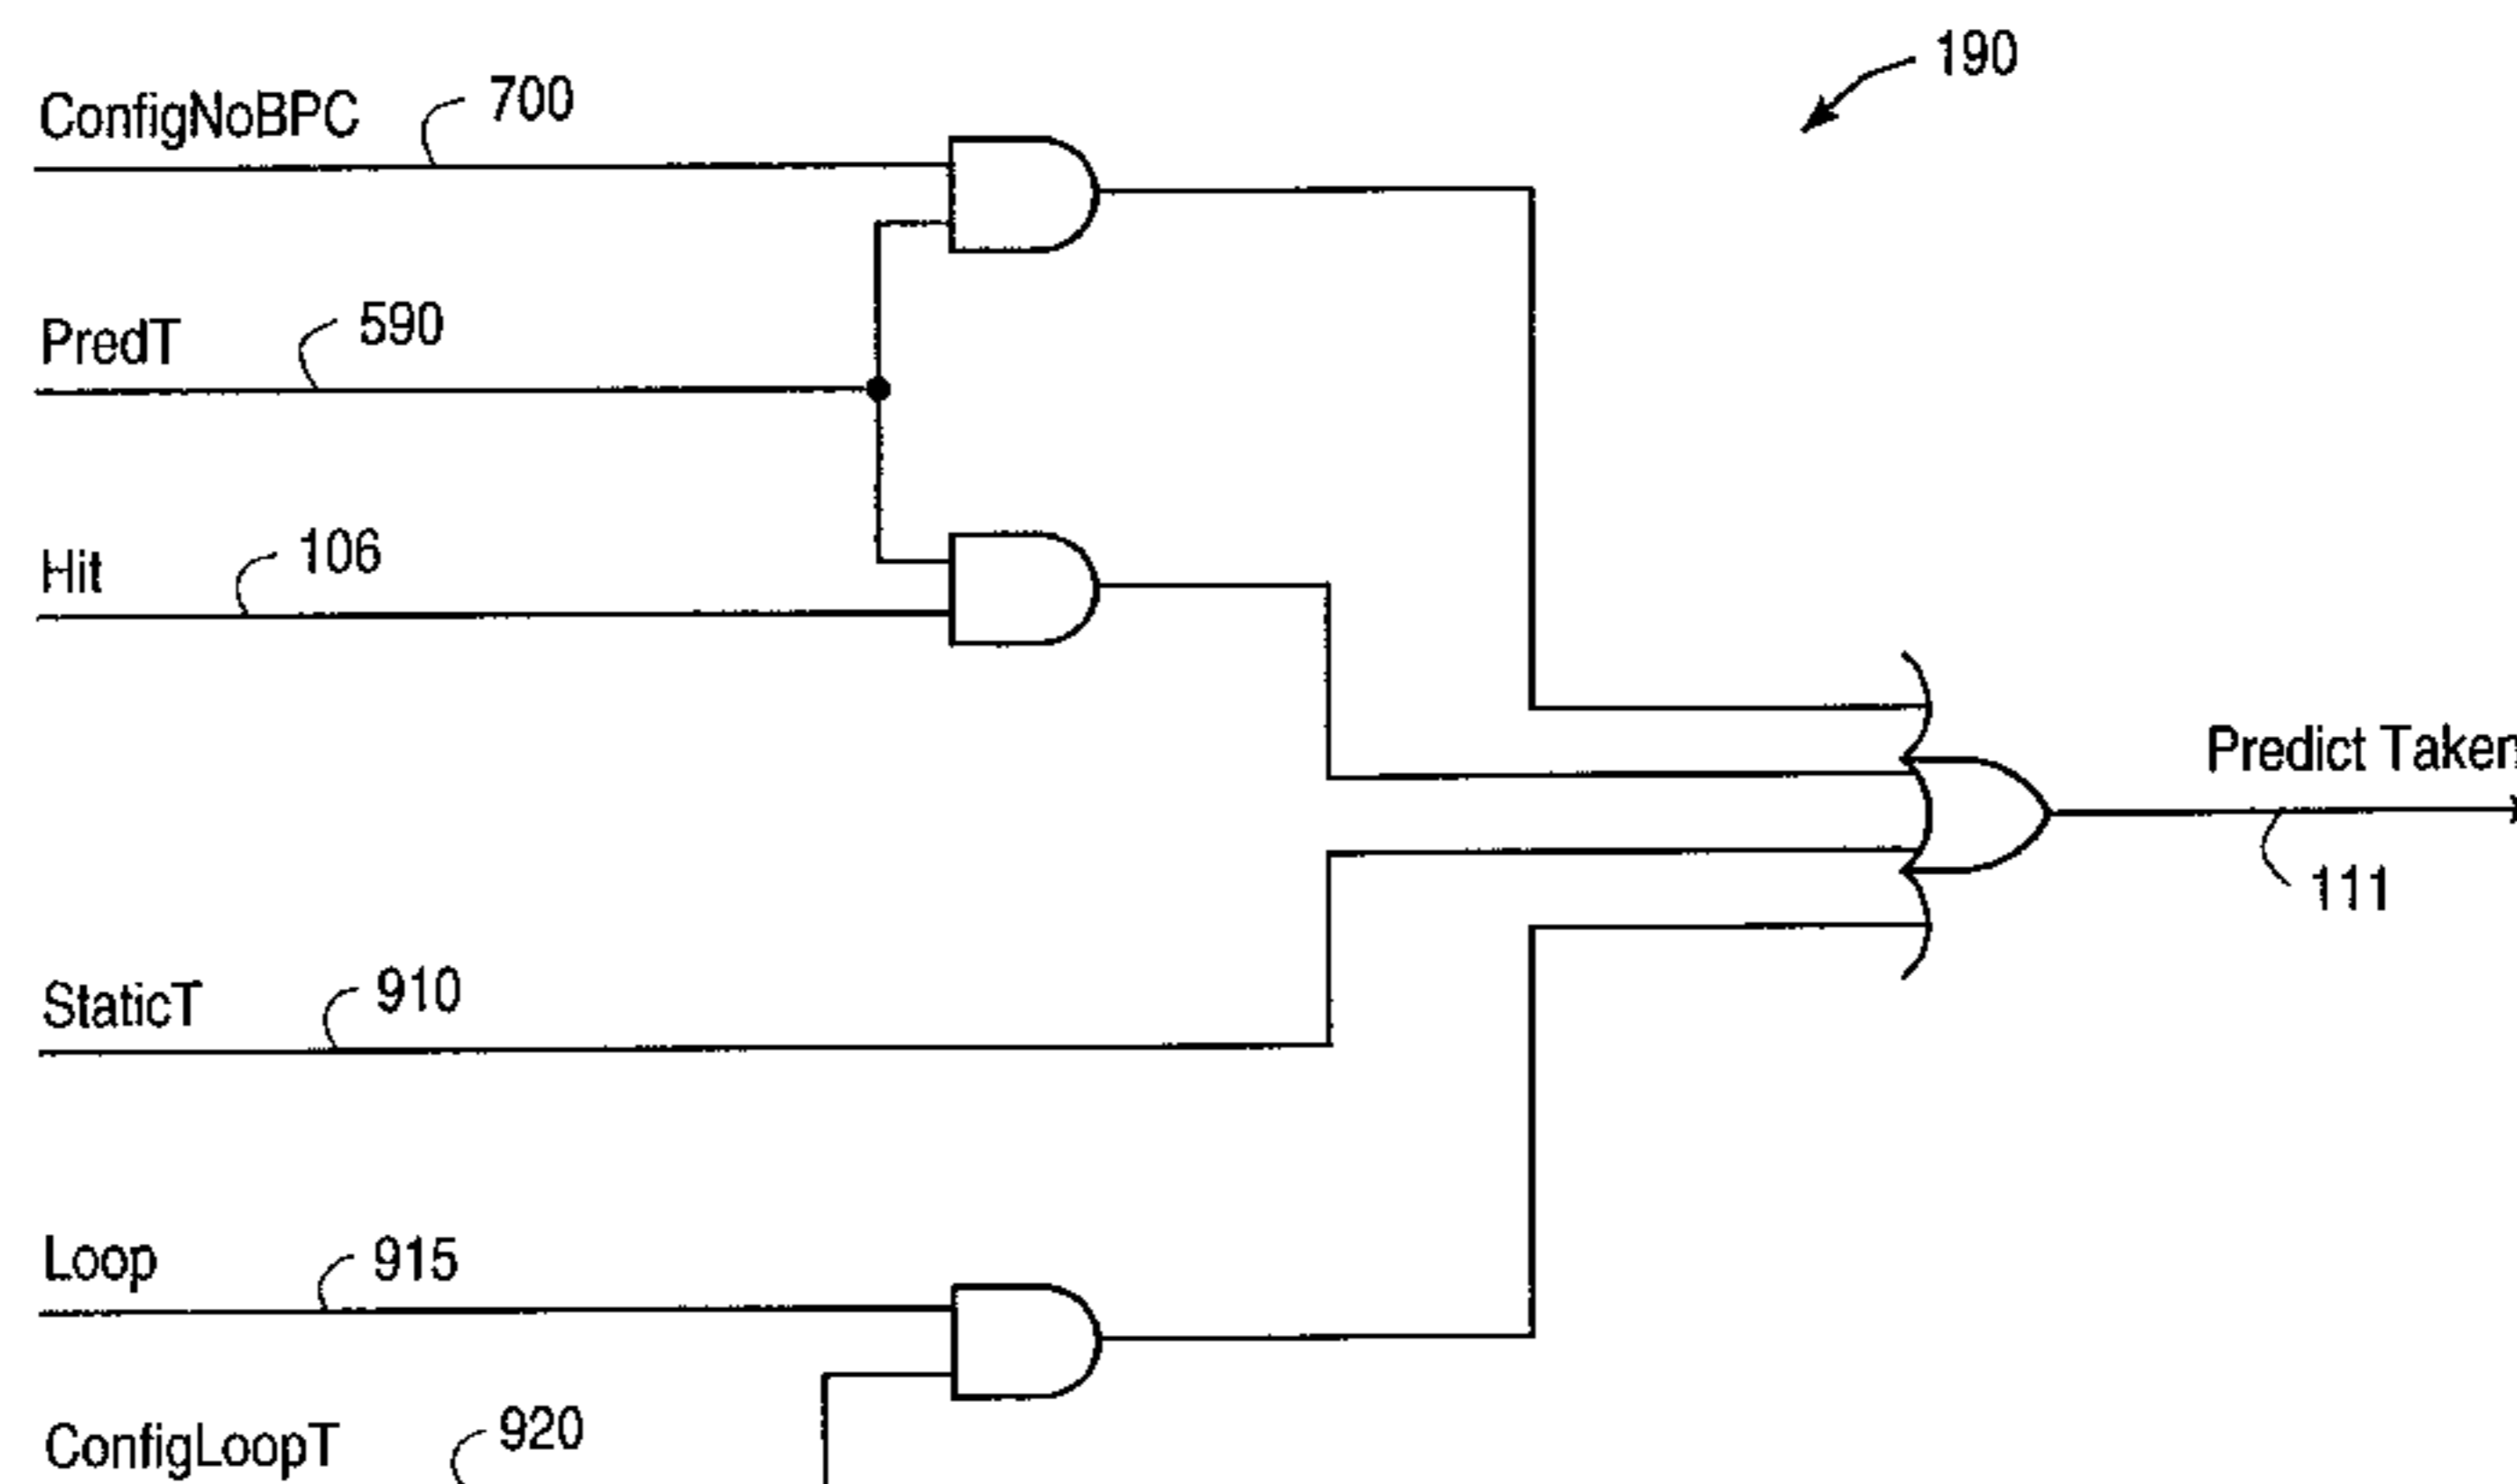 190
ConfigNoBPC
700
PredT
590
Hit
106
Predict Taken
111
StaticT
910
Loop
915
ConfigLoopT
920